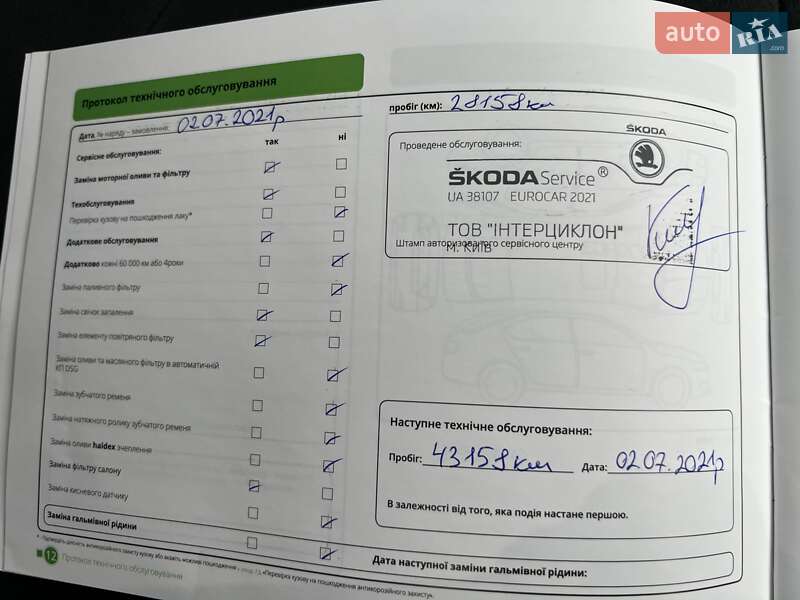 auto RIA.com
Протокол технічного обслуговування
Дата, № наряду – замовлення: 02.07.2021р
так ні
Сервісне обслуговування:
Заміна моторної оливи та фільтру
Техобслуговування
Перевірка кузову на пошкодження лаку*
Додаткове обслуговування
Додатково кожні 60 000 км або 4роки
Заміна паливного фільтру
Заміна свічок запалення
Заміна елементу повітряного фільтру
Заміна оливи та масляного фільтру в автоматичній
КП DSG
Заміна зубчатого ременя
Заміна натяжного ролику зубчатого ременя
Заміна оливи haldex зчеплення
Заміна фільтру салону
Заміна кисневого датчику
Заміна гальмівної рідини
12 Протокол технічного обслуговування
пробіг (км): 28158км
ŠKODA
Проведене обслуговування:
ŠKODA Service®
UA 38107 EUROCAR 2021
ТОВ "ІНТЕРЦИКЛОН"
Штамп авторизованого сервісного центру
М. КИЇВ
Наступне технічне обслуговування:
Пробіг: 43158км Дата: 02.07.2021р
В залежності від того, яка подія настане першою.
Дата наступної заміни гальмівної рідини: